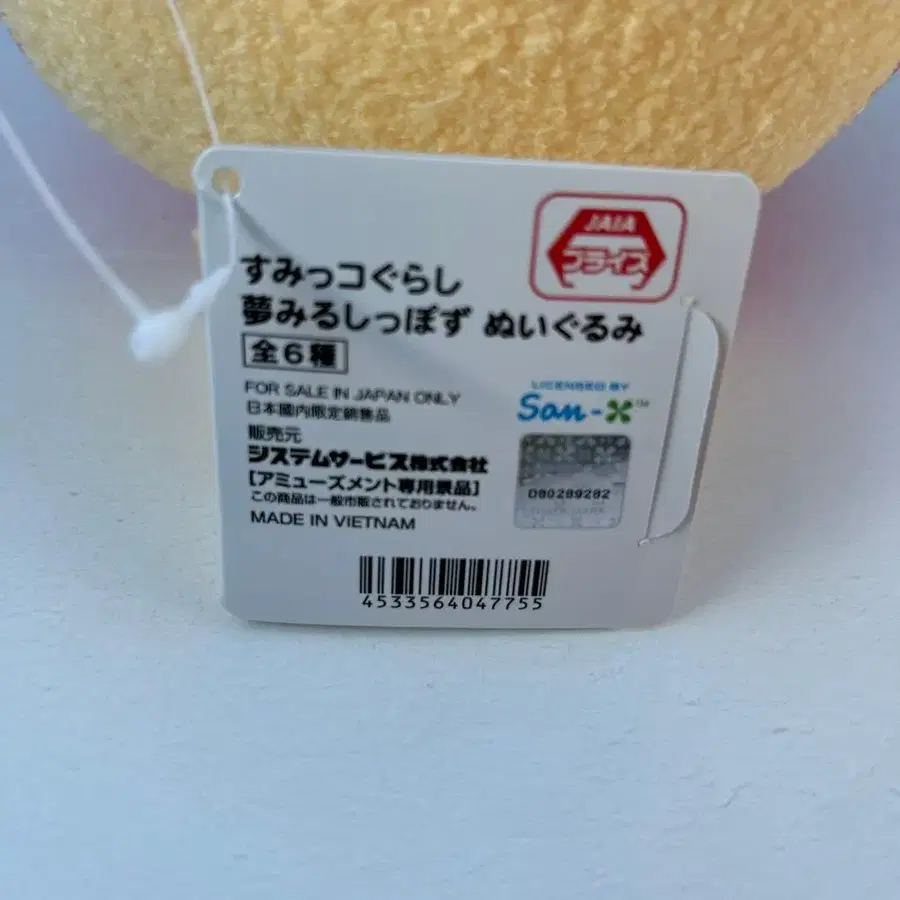 JAIA
プライズ
すみっコぐらし
夢みるしっぽず ぬいぐるみ
全6種
FOR SALE IN JAPAN ONLY
日本國内限定銷售品
販売元
システムサービス株式会社
[アミューズメント専用景品]
この商品は一般市販されておりません。
MADE IN VIETNAM
LICENSED BY
San-X™
D80289282
4533564047755